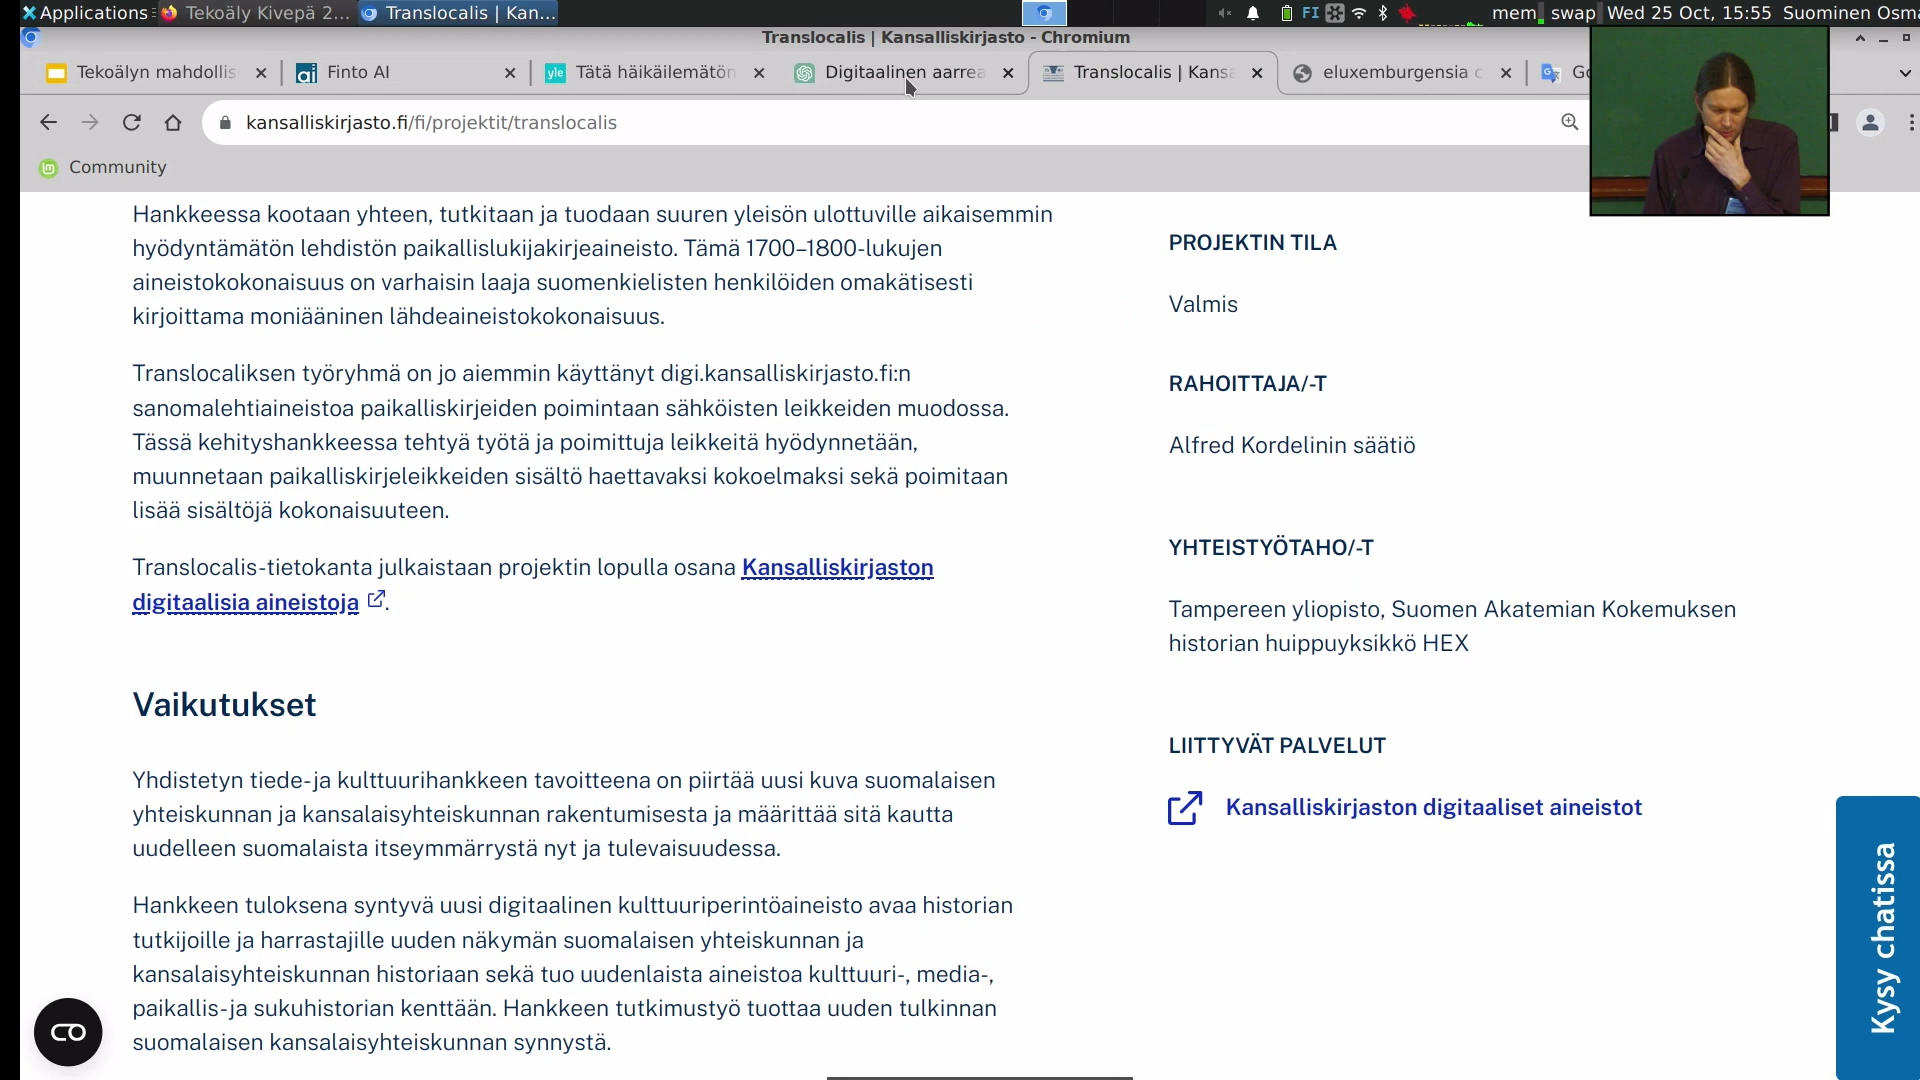 Applications
Tekoäly Kivepä 2...
Translocalis | Kan...
FI
mem
swap
Wed 25 Oct, 15:55
Suominen Osma
Translocalis | Kansalliskirjasto - Chromium
Tekoälyn mahdollis
ai
Finto AI
yle
Tätä häikäilemätön
Digitaalinen aarrea
Translocalis | Kansa
eluxemburgensia c
kansalliskirjasto.fi/fi/projektit/translocalis
Community
Hankkeessa kootaan yhteen, tutkitaan ja tuodaan suuren yleisön ulottuville aikaisemmin
hyödyntämätön lehdistön paikallislukijakirjeaineisto. Tämä 1700–1800-lukujen
aineistokokonaisuus on varhaisin laaja suomenkielisten henkilöiden omakätisesti
kirjoittama moniääninen lähdeaineistokokonaisuus.
Translocaliksen työryhmä on jo aiemmin käyttänyt digi.kansalliskirjasto.fi:n
sanomalehtiaineistoa paikalliskirjeiden poimintaan sähköisten leikkeiden muodossa.
Tässä kehityshankkeessa tehtyä työtä ja poimittuja leikkeitä hyödynnetään,
muunnetaan paikalliskirjeleikkeiden sisältö haettavaksi kokoelmaksi sekä poimitaan
lisää sisältöjä kokonaisuuteen.
Translocalis-tietokanta julkaistaan projektin lopulla osana Kansalliskirjaston
digitaalisia aineistoja.
Vaikutukset
Yhdistetyn tiede-ja kulttuurihankkeen tavoitteena on piirtää uusi kuva suomalaisen
yhteiskunnan ja kansalaisyhteiskunnan rakentumisesta ja määrittää sitä kautta
uudelleen suomalaista itseymmärrystä nyt ja tulevaisuudessa.
Hankkeen tuloksena syntyvä uusi digitaalinen kulttuuriperintöaineisto avaa historian
tutkijoille ja harrastajille uuden näkymän suomalaisen yhteiskunnan ja
kansalaisyhteiskunnan historiaan sekä tuo uudenlaista aineistoa kulttuuri-, media-,
paikallis-ja sukuhistorian kenttään. Hankkeen tutkimustyö tuottaa uuden tulkinnan
suomalaisen kansalaisyhteiskunnan synnystä.
PROJEKTIN TILA
Valmis
RAHOITTAJA/-T
Alfred Kordelinin säätiö
YHTEISTYÖTAHO/-T
Tampereen yliopisto, Suomen Akatemian Kokemuksen
historian huippuyksikkö HEX
LIITTYVÄT PALVELUT
Kansalliskirjaston digitaaliset aineistot
Kysy chatissa